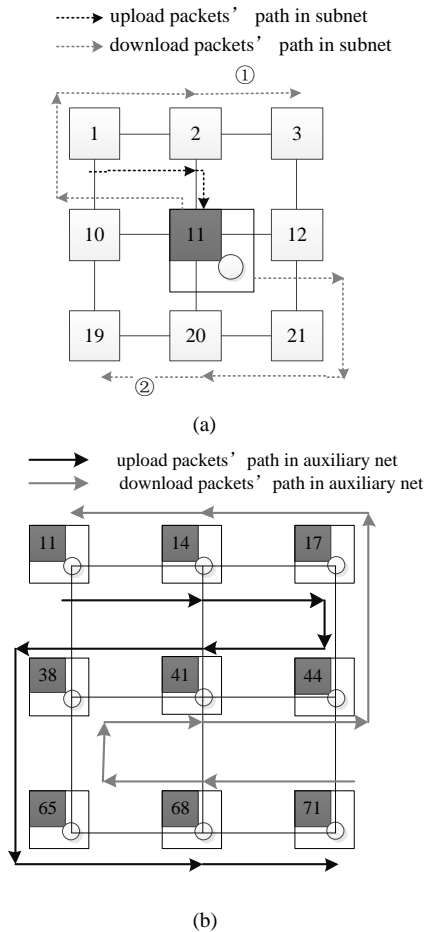 upload packets’ path in subnet
download packets’ path in subnet
①
1 2 3
10 11 12
19 20 21
②
(a)
upload packets’ path in auxiliary net
download packets’ path in auxiliary net
11 14 17
38 41 44
65 68 71
(b)